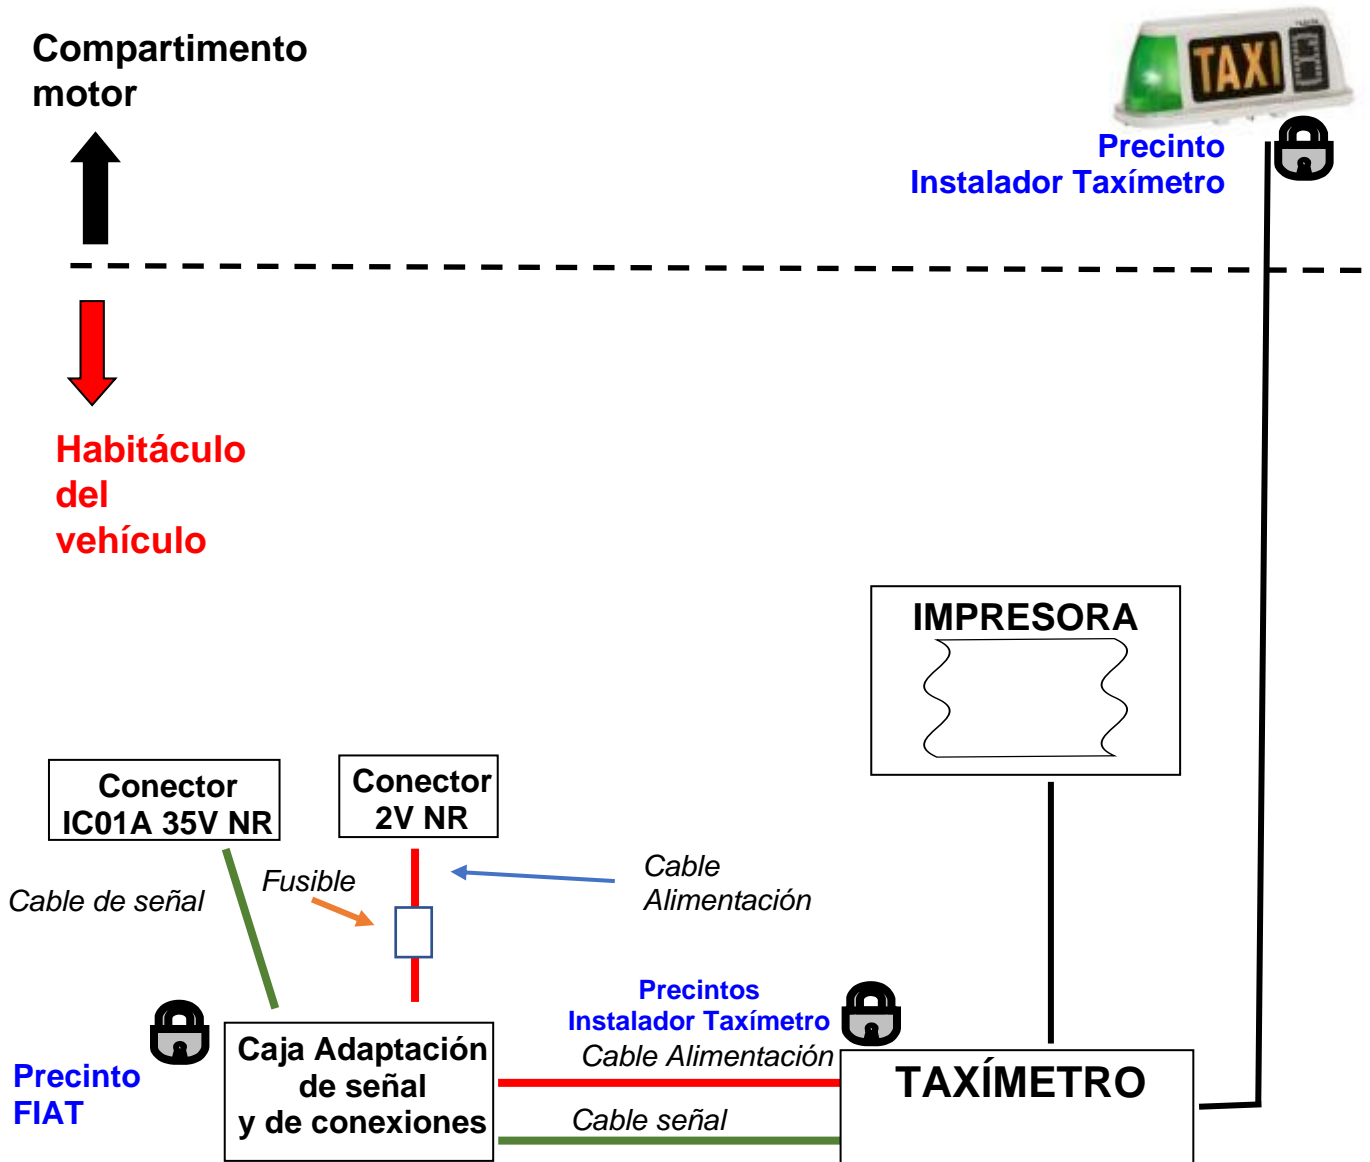 Compartimento
motor
TAXI
Precinto
Instalador Taxímetro
Habitáculo
del
vehículo
IMPRESORA
Conector
IC01A 35V NR
Conector
2V NR
Cable de señal
Fusible
Cable
Alimentación
Precintos
Instalador Taxímetro
Cable Alimentación
Precinto
FIAT
Caja Adaptación
de señal
y de conexiones
Cable señal
TAXÍMETRO